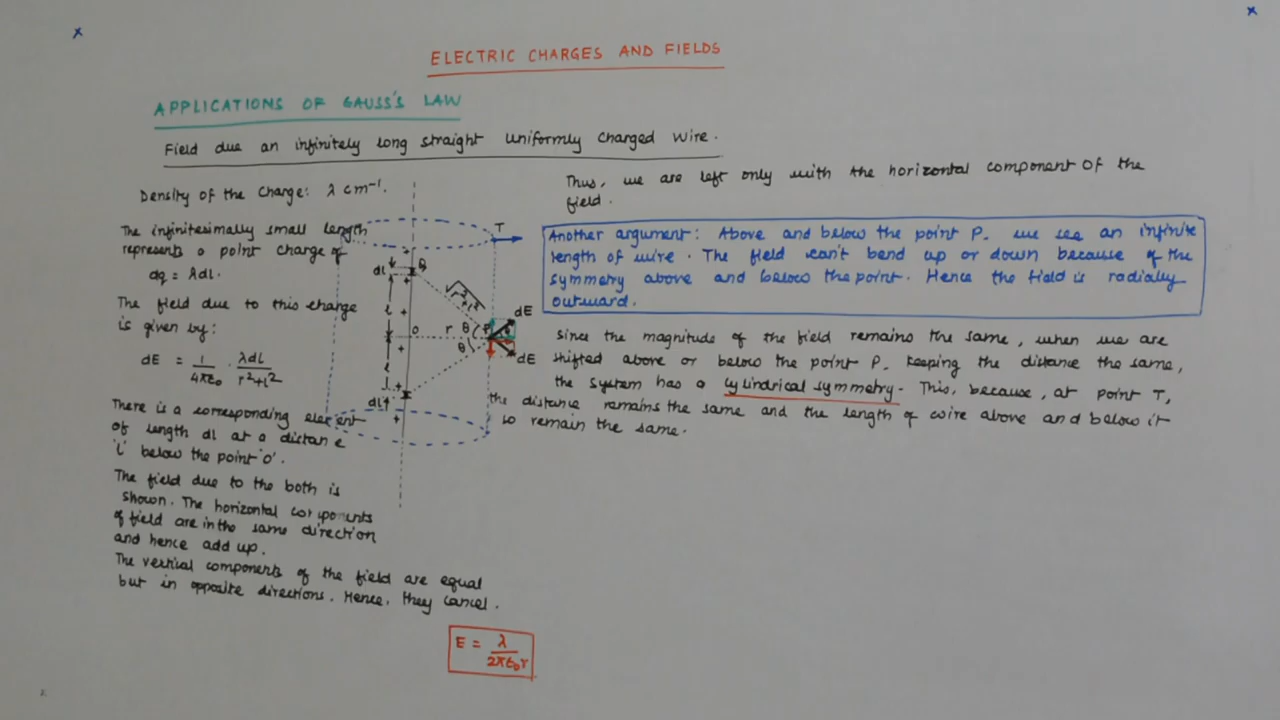 ELECTRIC CHARGES AND FIELDS
APPLICATIONS OF GAUSS'S LAW
Field due an infinitely long straight uniformly charged wire.
Density of the Charge: λ cm⁻¹.
The infinitesimally small length
represents a point charge of
dq = λdl.
The field due to this charge
is given by:
dE = 1/4πε₀ · λdl/r²+l²
There is a corresponding element
of length dl at a distance
'l' below the point 'o'.
The field due to the both is
shown. The horizontal components
of field are in the same direction
and hence add up.
The vertical components of the field are equal
but in opposite directions. Hence, they cancel.
E = λ/2πε₀r
T
dl
+
+
l
+
√r²+l²
dE
o
r
θ
P
θ
θ
+
dE
l
+
dl
+
Thus, we are left only with the horizontal component of the
field.
Another argument: Above and below the point P, we see an infinite
length of wire. The field can't bend up or down because of the
symmetry above and below the point. Hence the field is radially
outward.
Since the magnitude of the field remains the same, when we are
shifted above or below the point P, keeping the distance the same,
the system has a cylindrical symmetry. This, because, at point T,
the distance remains the same and the length of wire above and below it
so remain the same.